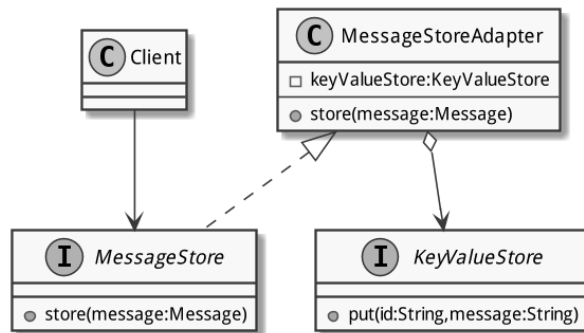 C Client
C MessageStoreAdapter
keyValueStore:KeyValueStore
store(message:Message)
I MessageStore
store(message:Message)
I KeyValueStore
put(id:String,message:String)